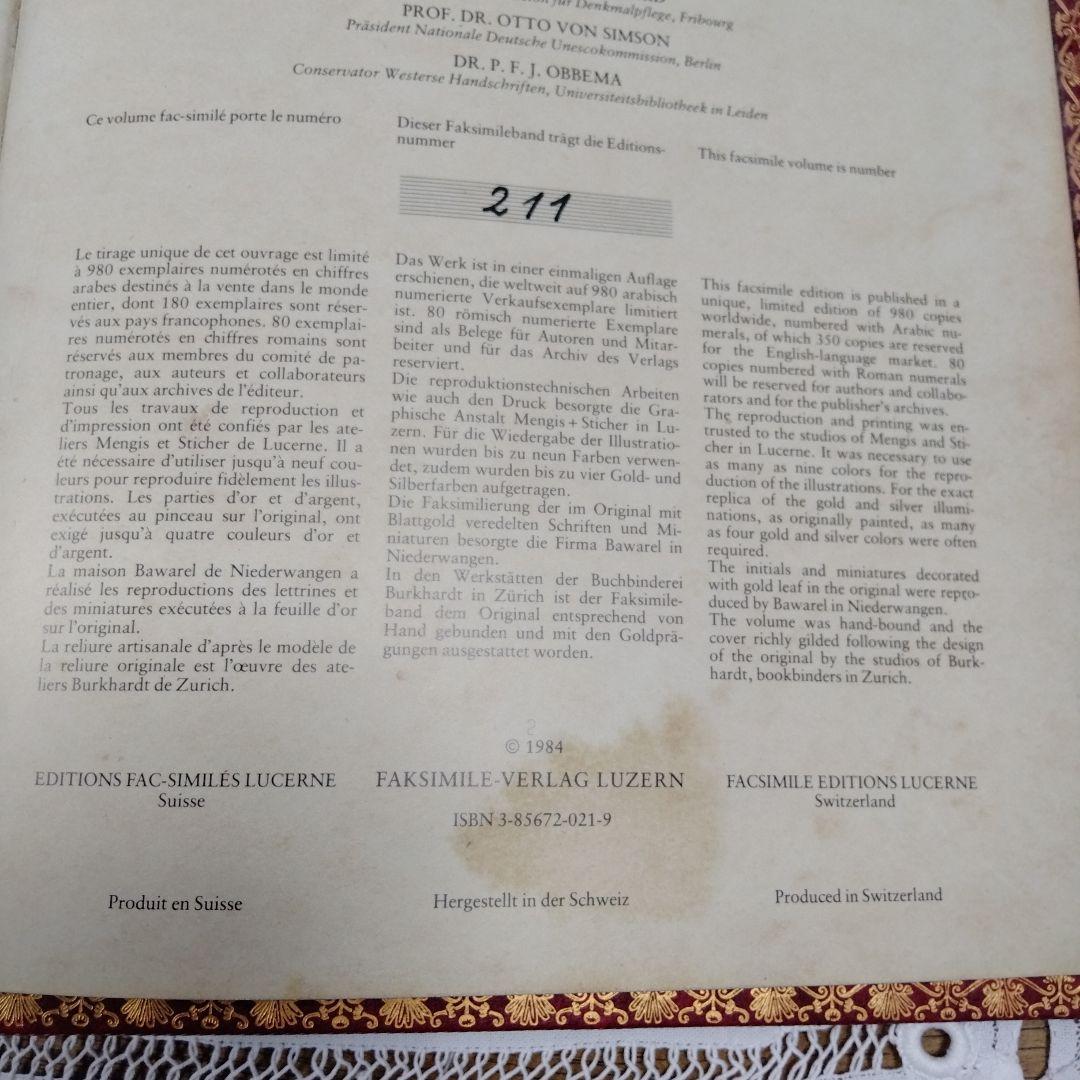 für Denkmalpflege, Fribourg
PROF. DR. OTTO VON SIMSON
Präsident Nationale Deutsche Unescokommission, Berlin
DR. P. F. J. OBBEMA
Conservator Westerse Handschriften, Universiteitsbibliotheek in Leiden
Ce volume fac-similé porte le numéro
Dieser Faksimileband trägt die Editions-
nummer
This facsimile volume is number
211
Le tirage unique de cet ouvrage est limité
à 980 exemplaires numérotés en chiffres
arabes destinés à la vente dans le monde
entier, dont 180 exemplaires sont réser-
vés aux pays francophones. 80 exemplai-
res numérotés en chiffres romains sont
réservés aux membres du comité de pa-
tronage, aux auteurs et collaborateurs
ainsi qu'aux archives de l'éditeur.
Tous les travaux de reproduction et
d'impression ont été confiés par les ate-
liers Mengis et Sticher de Lucerne. Il a
été nécessaire d'utiliser jusqu'à neuf cou-
leurs pour reproduire fidèlement les illus-
trations. Les parties d'or et d'argent,
exécutées au pinceau sur l'original, ont
exigé jusqu'à quatre couleurs d'or et
d'argent.
La maison Bawarel de Niederwangen a
réalisé les reproductions des lettrines et
des miniatures exécutées à la feuille d'or
sur l'original.
La reliure artisanale d'après le modèle de
la reliure originale est l'œuvre des ate-
liers Burkhardt de Zurich.
Das Werk ist in einer einmaligen Auflage
erschienen, die weltweit auf 980 arabisch
numerierte Verkaufsexemplare limitiert
ist. 80 römisch numerierte Exemplare
sind als Belege für Autoren und Mitar-
beiter und für das Archiv des Verlags
reserviert.
Die reproduktionstechnischen Arbeiten
wie auch den Druck besorgte die Gra-
phische Anstalt Mengis + Sticher in Lu-
zern. Für die Wiedergabe der Illustratio-
nen wurden bis zu neun Farben verwen-
det, zudem wurden bis zu vier Gold- und
Silberfarben aufgetragen.
Die Faksimilierung der im Original mit
Blattgold veredelten Schriften und Mi-
niaturen besorgte die Firma Bawarel in
Niederwangen.
In den Werkstätten der Buchbinderei
Burkhardt in Zürich ist der Faksimile-
band dem Original entsprechend von
Hand gebunden und mit den Goldprä-
gungen ausgestattet worden.
This facsimile edition is published in a
unique, limited edition of 980 copies
worldwide, numbered with Arabic nu-
merals, of which 350 copies are reserved
for the English-language market. 80
copies numbered with Roman numerals
will be reserved for authors and collabo-
rators and for the publisher's archives.
The reproduction and printing was en-
trusted to the studios of Mengis and Sti-
cher in Lucerne. It was necessary to use
as many as nine colors for the repro-
duction of the illustrations. For the exact
replica of the gold and silver illumi-
nations, as originally painted, as many
as four gold and silver colors were often
required.
The initials and miniatures decorated
with gold leaf in the original were repro-
duced by Bawarel in Niederwangen.
The volume was hand-bound and the
cover richly gilded following the design
of the original by the studios of Burk-
hardt, bookbinders in Zurich.
© 1984
EDITIONS FAC-SIMILÉS LUCERNE
Suisse
FAKSIMILE-VERLAG LUZERN
ISBN 3-85672-021-9
FACSIMILE EDITIONS LUCERNE
Switzerland
Produit en Suisse
Hergestellt in der Schweiz
Produced in Switzerland